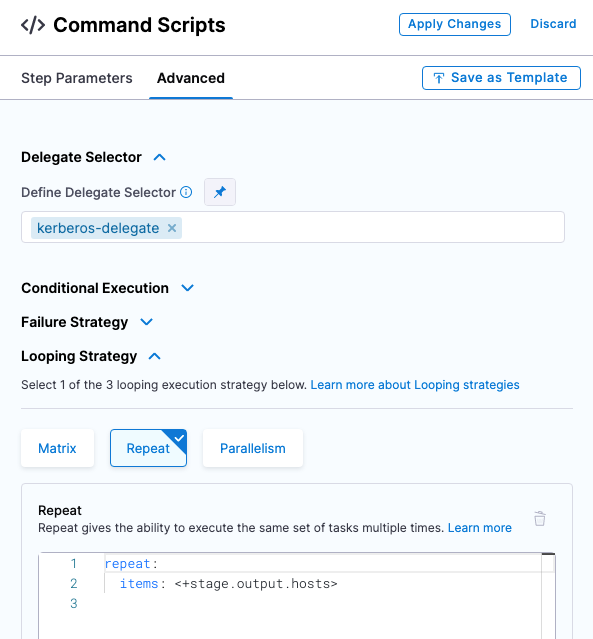 </> Command Scripts
Apply Changes
Discard
Step Parameters
Advanced
Save as Template
Delegate Selector
Define Delegate Selector
kerberos-delegate ×
Conditional Execution
Failure Strategy
Looping Strategy
Select 1 of the 3 looping execution strategy below. Learn more about Looping strategies
Matrix
Repeat
Parallelism
Repeat
Repeat gives the ability to execute the same set of tasks multiple times. Learn more
1 repeat:
2 items: <+stage.output.hosts>
3